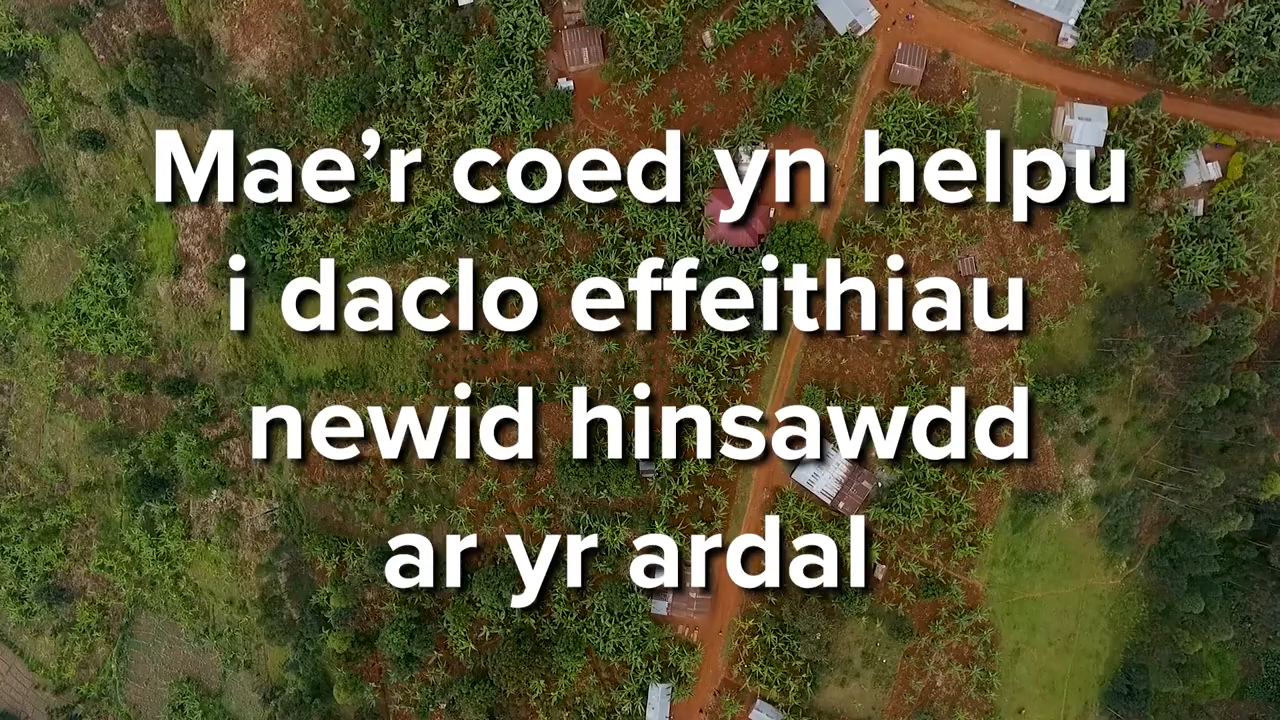 Mae’r coed yn helpu
i daclo effeithiau
newid hinsawdd
ar yr ardal